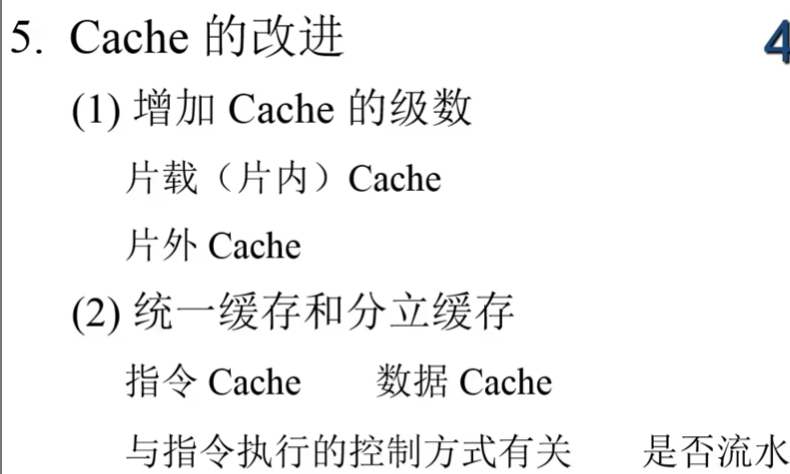 5. Cache 的改进 4
(1) 增加 Cache 的级数
片载（片内）Cache
片外 Cache
(2) 统一缓存和分立缓存
指令 Cache 数据 Cache
与指令执行的控制方式有关 是否流水